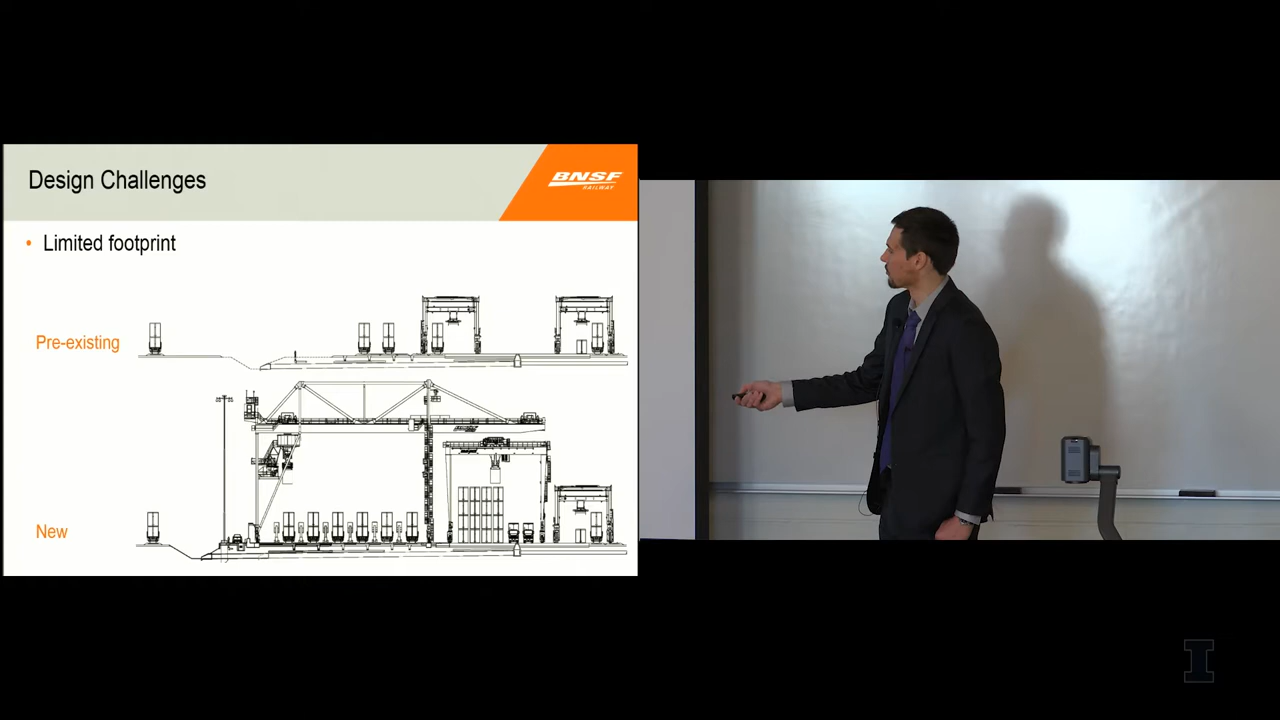 Design Challenges
BNSF
RAILWAY
• Limited footprint
Pre-existing
New